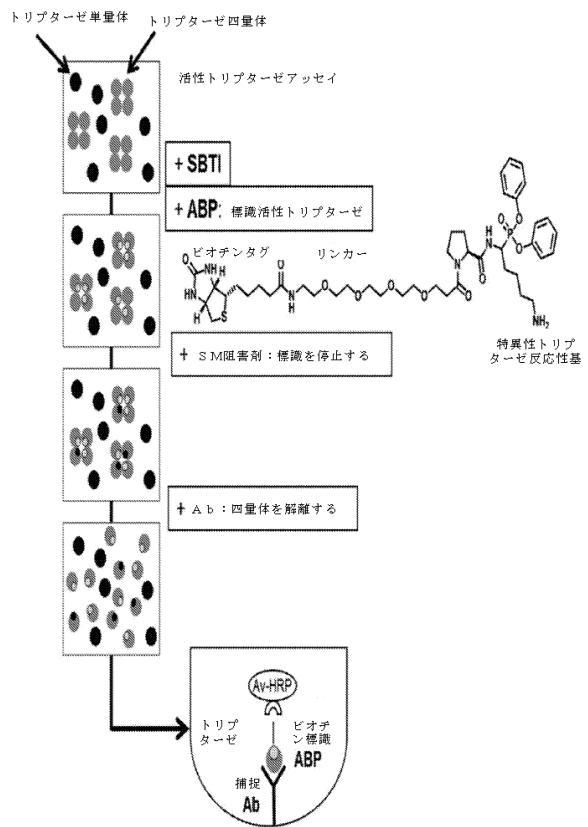 トリプターゼ単量体
トリプターゼ四量体
活性トリプターゼアッセイ
+ SBTI
+ ABP: 標識活性トリプターゼ
ビオチンタグ
リンカー
特異性トリプ
ターゼ反応性基
+ SM阻害剤：標識を停止する
+ Ab：四量体を解離する
Av-HRP
トリプ
ターゼ
ビオチ
ン標識
ABP
捕捉
Ab
O
HN
NH
H
H
S
O
N
H
O
O
O
O
O
N
O
HN
O
P
O
O
NH₂